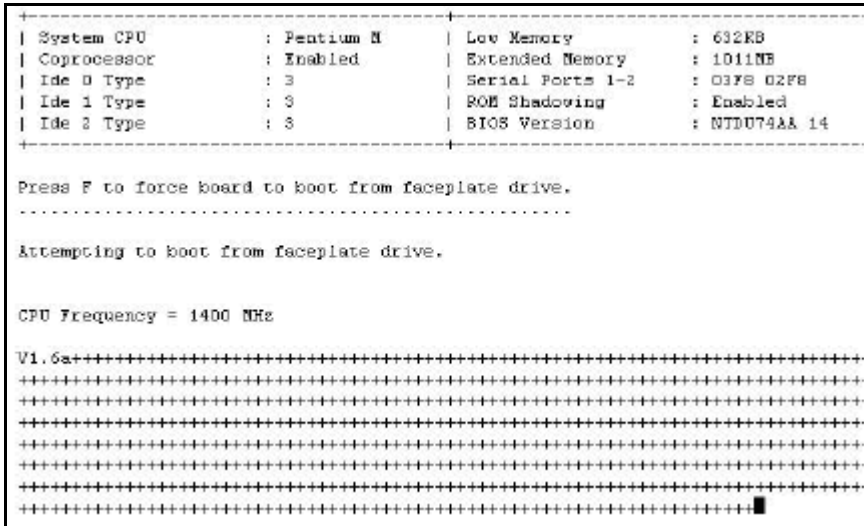 +----------------------------------------+---------------------------------------
| System CPU : Pentium M | Low Memory : 632KB
| Coprocessor : Enabled | Extended Memory : 1011MB
| Ide 0 Type : 3 | Serial Ports 1-2 : 03F8 02F8
| Ide 1 Type : 3 | ROM Shadowing : Enabled
| Ide 2 Type : 3 | BIOS Version : NTDU74AA 14
+----------------------------------------+---------------------------------------
Press F to force board to boot from faceplate drive.
....................................................
Attempting to boot from faceplate drive.
CPU Frequency = 1400 MHz
V1.6a++++++++++++++++++++++++++++++++++++++++++++++++++++++++++++++++++++++++++
+++++++++++++++++++++++++++++++++++++++++++++++++++++++++++++++++++++++++++++++
+++++++++++++++++++++++++++++++++++++++++++++++++++++++++++++++++++++++++++++++
+++++++++++++++++++++++++++++++++++++++++++++++++++++++++++++++++++++++++++++++
+++++++++++++++++++++++++++++++++++++++++++++++++++++++++++++++++++++++++++++++
+++++++++++++++++++++++++++++++++++++++++++++++++++++++++++++++++++++++++++++++
+++++++++++++++++++++++++++++++++++++++++++++++++++++++++++++++++++++++++++++++
+++++++++++++++++++++++++++++++++++++++++++++++++++++++++++++++++++++